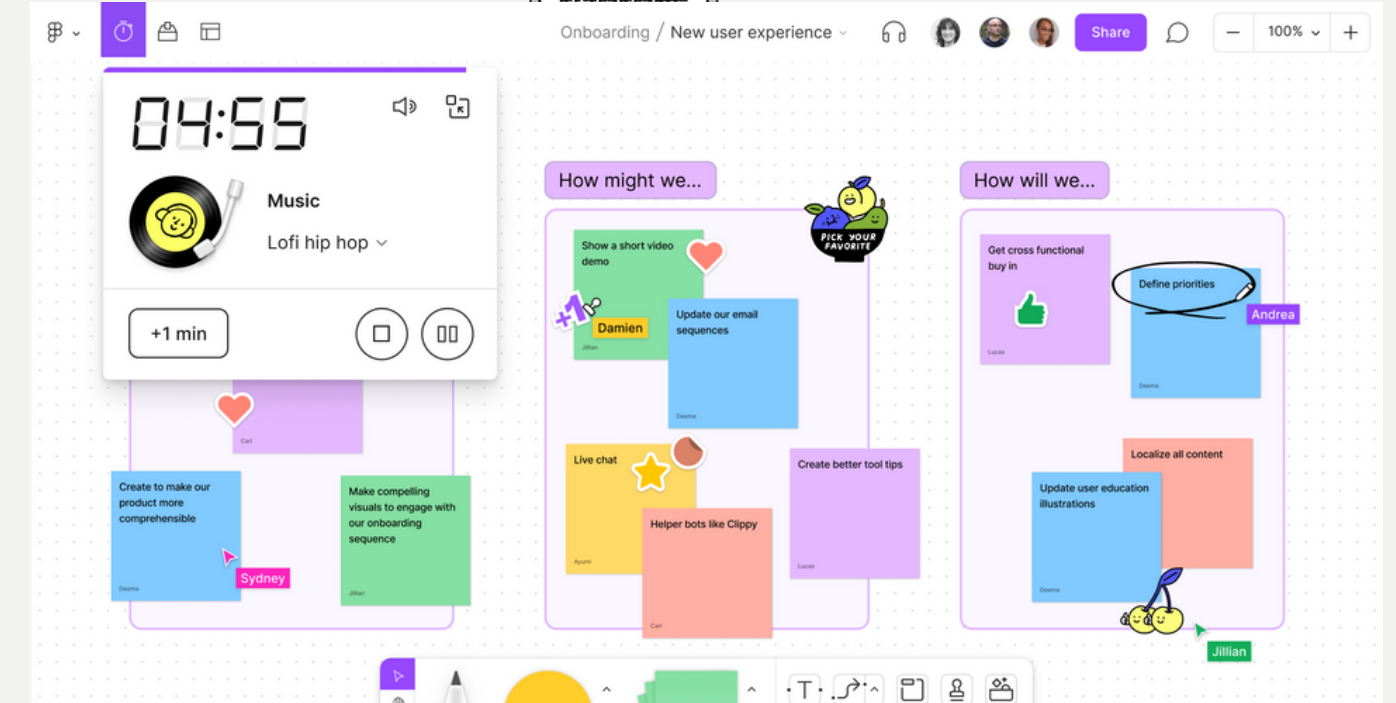 Onboarding / New user experience
Share
100%
04:55
Music
Lofi hip hop
+1 min
Carl
Create to make our
product more
comprehensible
Deema
Sydney
Make compelling
visuals to engage with
our onboarding
sequence
Jillian
How might we...
PICK YOUR
FAVORITE
Show a short video
demo
+1
Damien
Jillian
Update our email
sequences
Deema
Live chat
Ayumi
Helper bots like Clippy
Carl
Create better tool tips
Lucas
How will we...
Get cross functional
buy in
Lucas
Define priorities
Andrea
Deema
Localize all content
Update user education
illustrations
Deema
Jillian
T